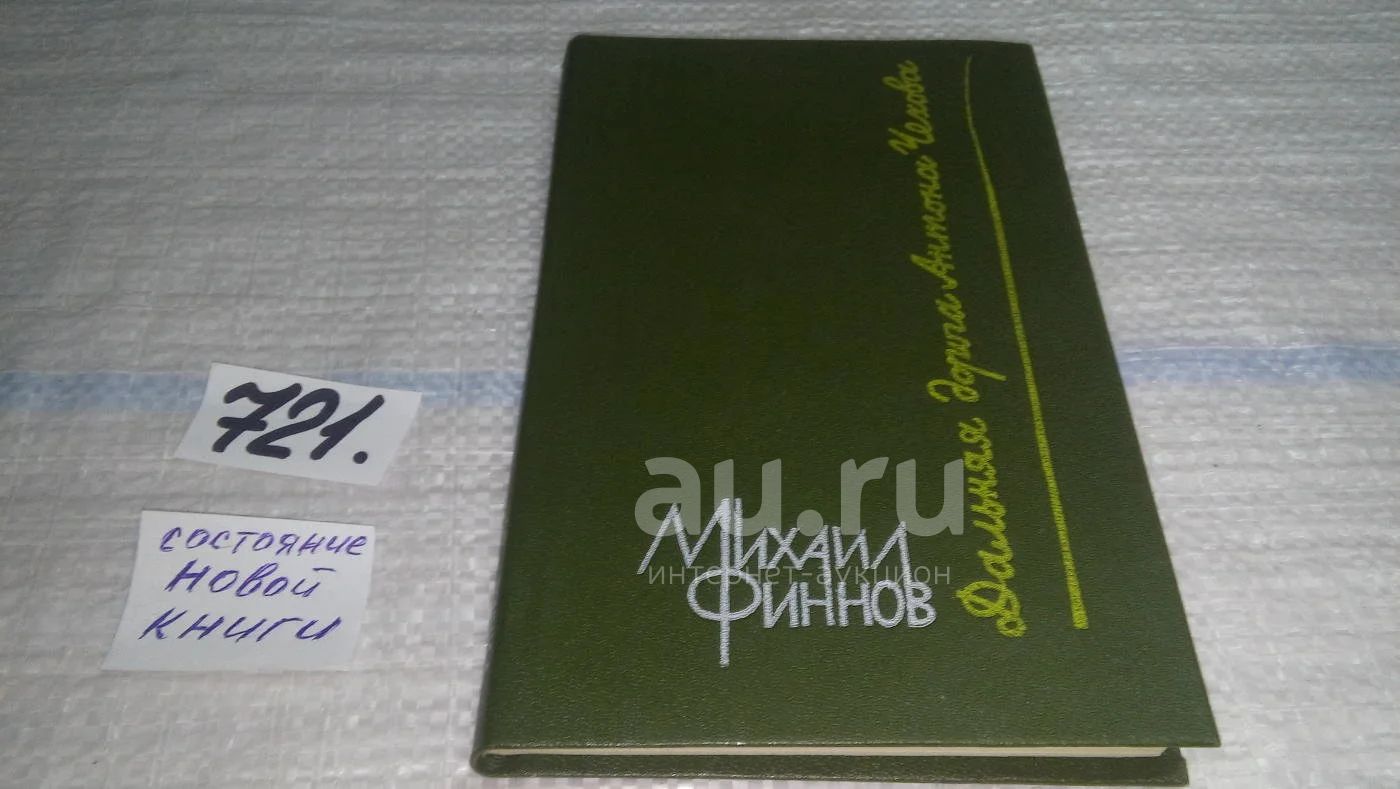 721.
состояние
новой
книги
Михаил
Финнов
Дальняя дорога Антона Чехова
au.ru
интернет-аукцион